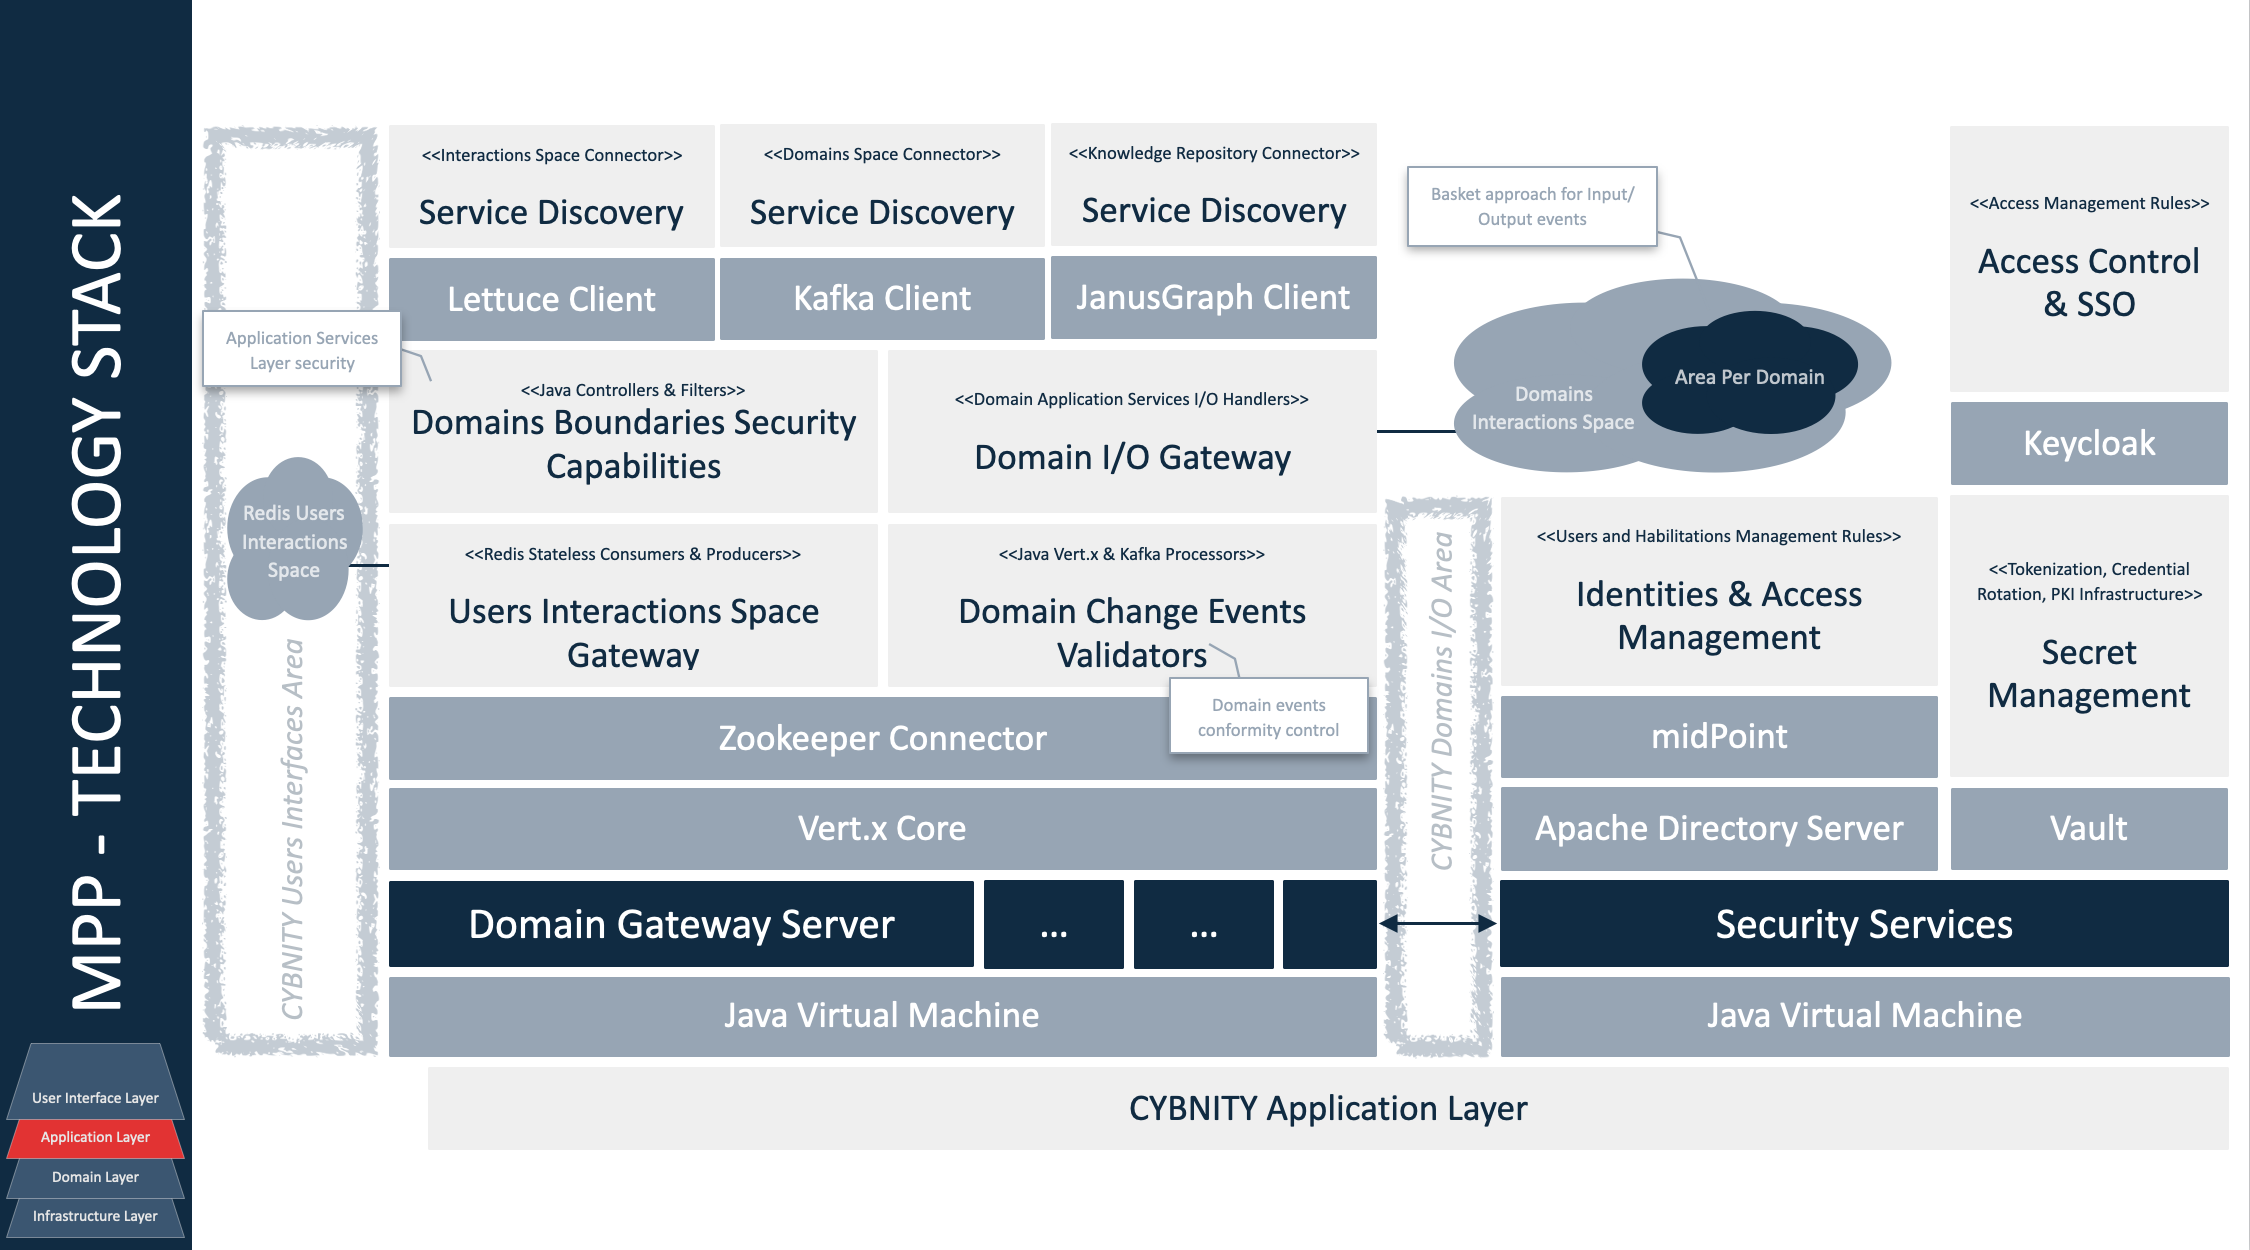 MPP - TECHNOLOGY STACK
User Interface Layer
Application Layer
Domain Layer
Infrastructure Layer
CYBNITY Users Interfaces Area
Redis Users
Interactions
Space
Application Services
Layer security
<<Interactions Space Connector>>
Service Discovery
<<Domains Space Connector>>
Service Discovery
<<Knowledge Repository Connector>>
Service Discovery
Lettuce Client
Kafka Client
JanusGraph Client
<<Java Controllers & Filters>>
Domains Boundaries Security
Capabilities
<<Domain Application Services I/O Handlers>>
Domain I/O Gateway
<<Redis Stateless Consumers & Producers>>
Users Interactions Space
Gateway
<<Java Vert.x & Kafka Processors>>
Domain Change Events
Validators
Domain events
conformity control
Zookeeper Connector
Vert.x Core
Domain Gateway Server
...
...
Java Virtual Machine
Basket approach for Input/
Output events
Domains
Interactions Space
Area Per Domain
CYBNITY Domains I/O Area
<<Users and Habilitations Management Rules>>
Identities & Access
Management
midPoint
Apache Directory Server
<<Access Management Rules>>
Access Control
& SSO
Keycloak
<<Tokenization, Credential
Rotation, PKI Infrastructure>>
Secret
Management
Vault
Security Services
Java Virtual Machine
CYBNITY Application Layer